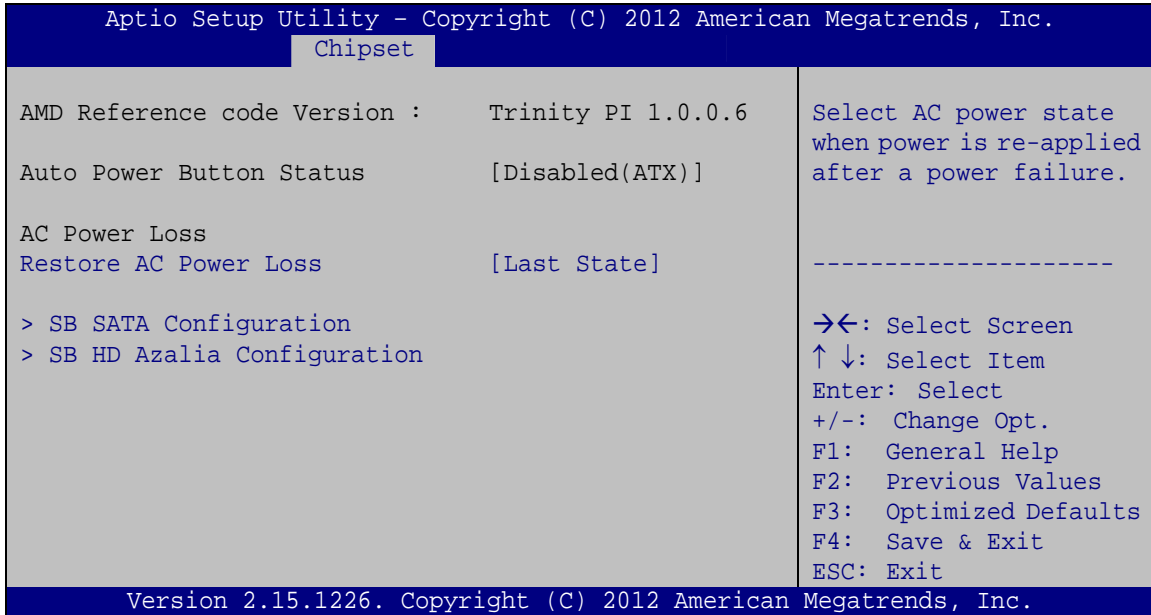 Aptio Setup Utility – Copyright (C) 2012 American Megatrends, Inc.
Chipset
AMD Reference code Version : Trinity PI 1.0.0.6
Auto Power Button Status [Disabled(ATX)]
AC Power Loss
Restore AC Power Loss [Last State]
> SB SATA Configuration
> SB HD Azalia Configuration
Select AC power state
when power is re-applied
after a power failure.
---------------------
→←: Select Screen
↑ ↓: Select Item
Enter: Select
+/-: Change Opt.
F1: General Help
F2: Previous Values
F3: Optimized Defaults
F4: Save & Exit
ESC: Exit
Version 2.15.1226. Copyright (C) 2012 American Megatrends, Inc.